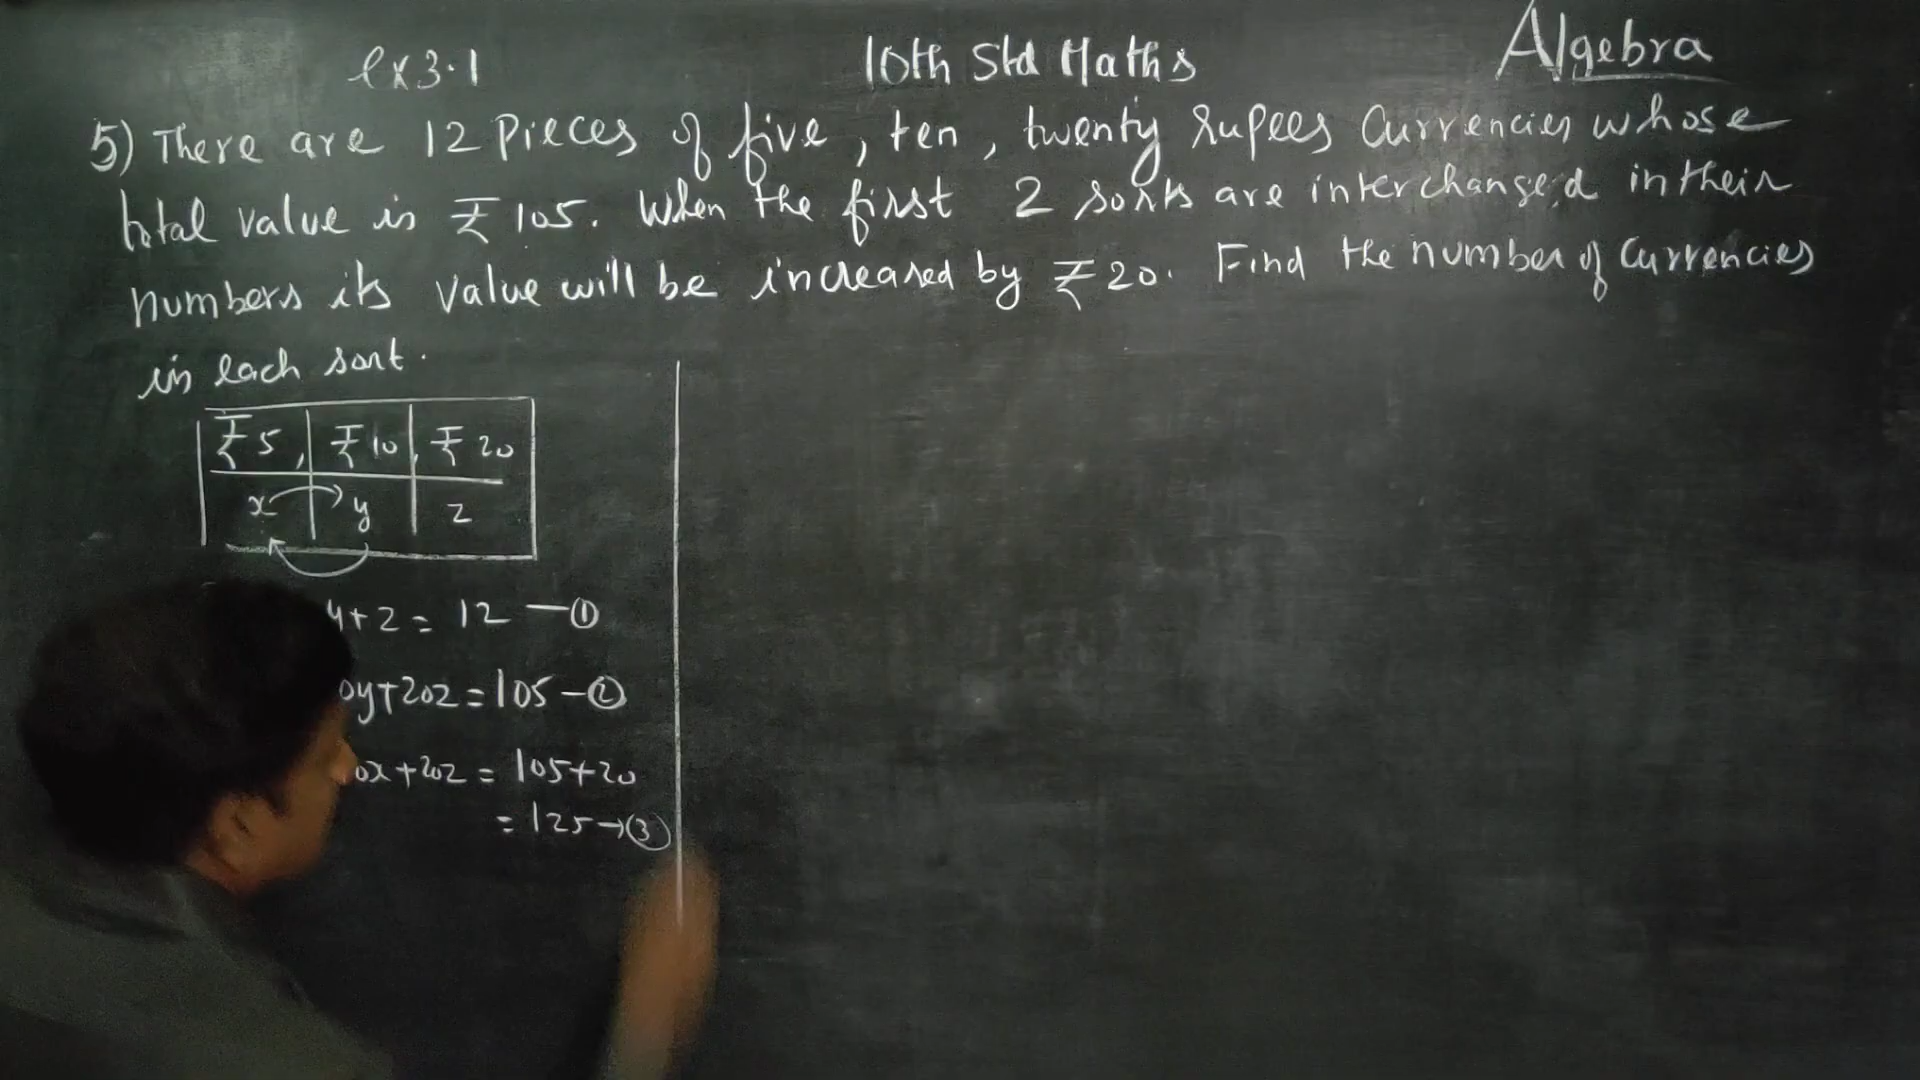 ex 3.1
10th Std Maths
Algebra
5) There are 12 pieces of five, ten, twenty rupees currencies whose
total value is ₹ 105. When the first 2 sorts are interchanged in their
numbers its value will be increased by ₹ 20. Find the number of currencies
in each sort.
₹ 5, ₹ 10, ₹ 20
x y z
y + z = 12 — ①
0y + 20z = 105 — ②
0x + 20z = 105 + 20
= 125 → ③